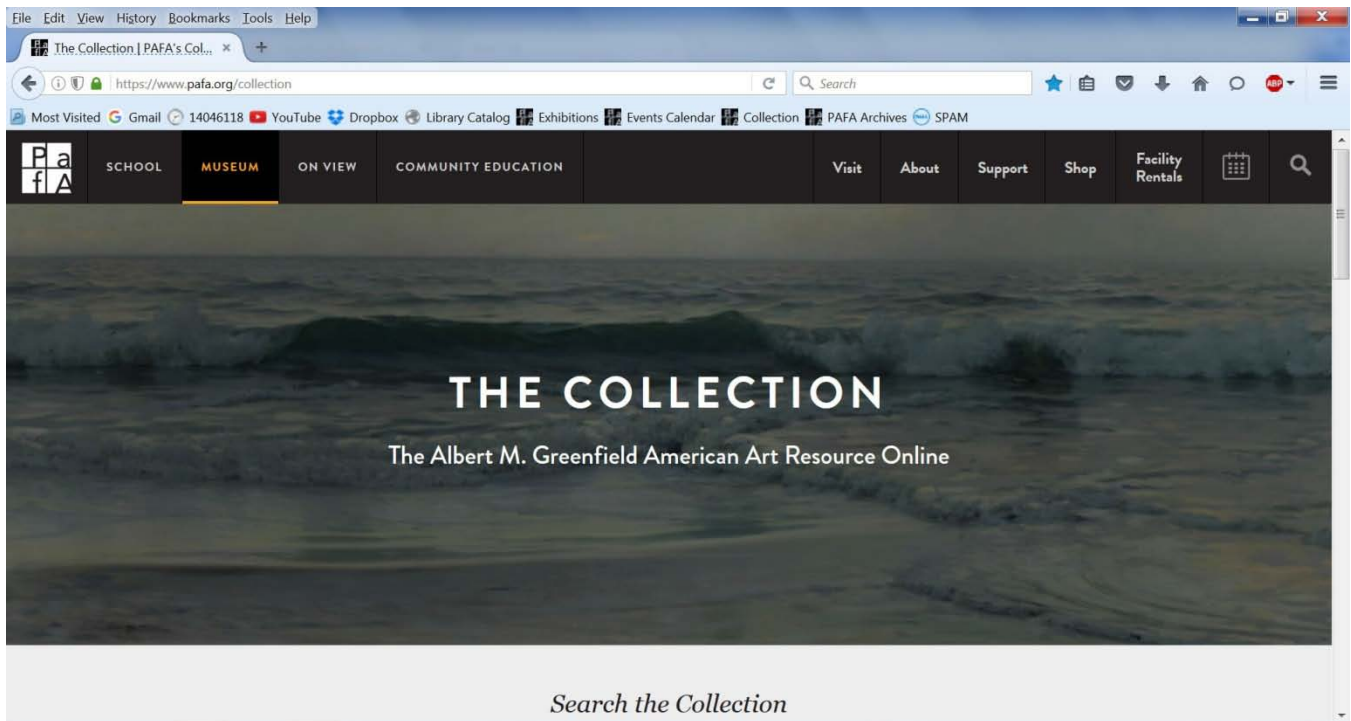 File Edit View History Bookmarks Tools Help
The Collection | PAFA's Col... × +
https://www.pafa.org/collection Search ABP
Most Visited Gmail 14046118 YouTube Dropbox Library Catalog Exhibitions Events Calendar Collection PAFA Archives SPAM
P a
f A
SCHOOL MUSEUM ON VIEW COMMUNITY EDUCATION Visit About Support Shop Facility
Rentals
THE COLLECTION
The Albert M. Greenfield American Art Resource Online
Search the Collection